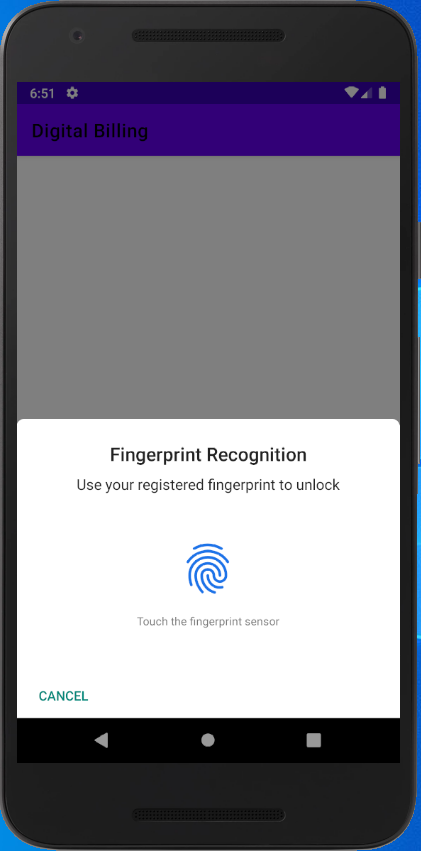 6:51
Digital Billing
Fingerprint Recognition
Use your registered fingerprint to unlock
Touch the fingerprint sensor
CANCEL